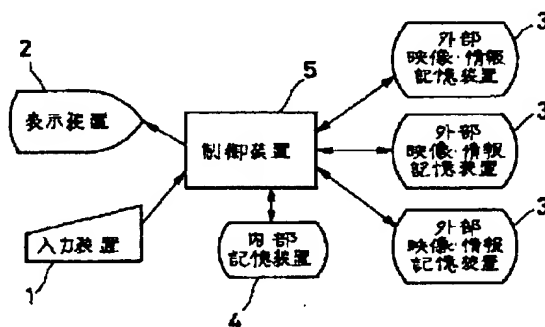 2
表示装置
5
制御装置
3
外部
映像・情報
記憶装置
3
外部
映像・情報
記憶装置
3
外部
映像・情報
記憶装置
入力装置
1
内部
記憶装置
4